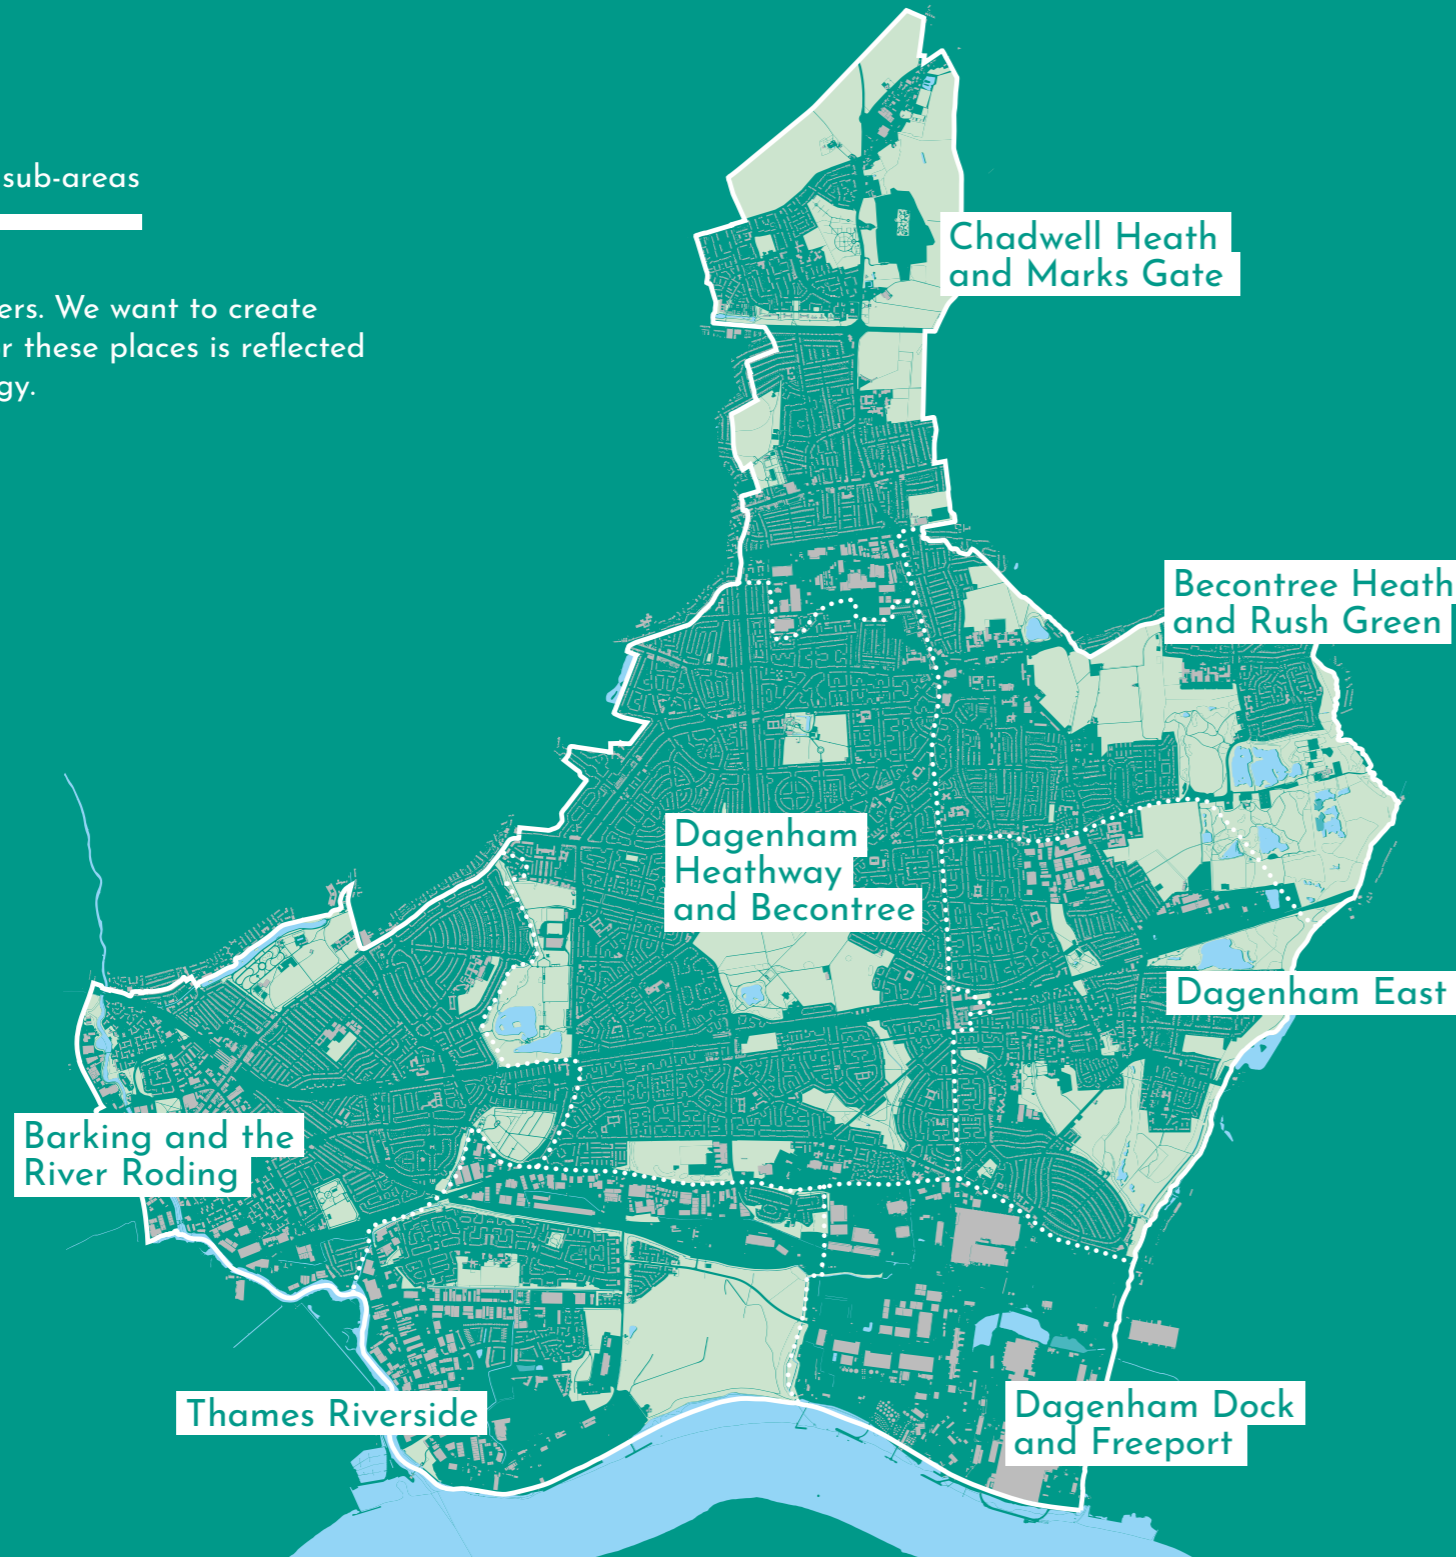 sub-areas
ers. We want to create
r these places is reflected
gy.
Chadwell Heath
and Marks Gate
Becontree Heath
and Rush Green
Dagenham
Heathway
and Becontree
Dagenham East
Barking and the
River Roding
Thames Riverside
Dagenham Dock
and Freeport